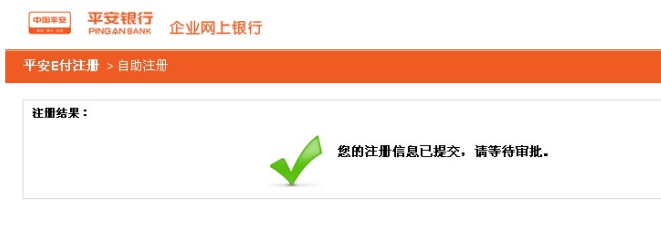 中国平安
平安银行
PING AN BANK
企业网上银行
平安E付注册 > 自助注册
注册结果：
您的注册信息已提交，请等待审批。